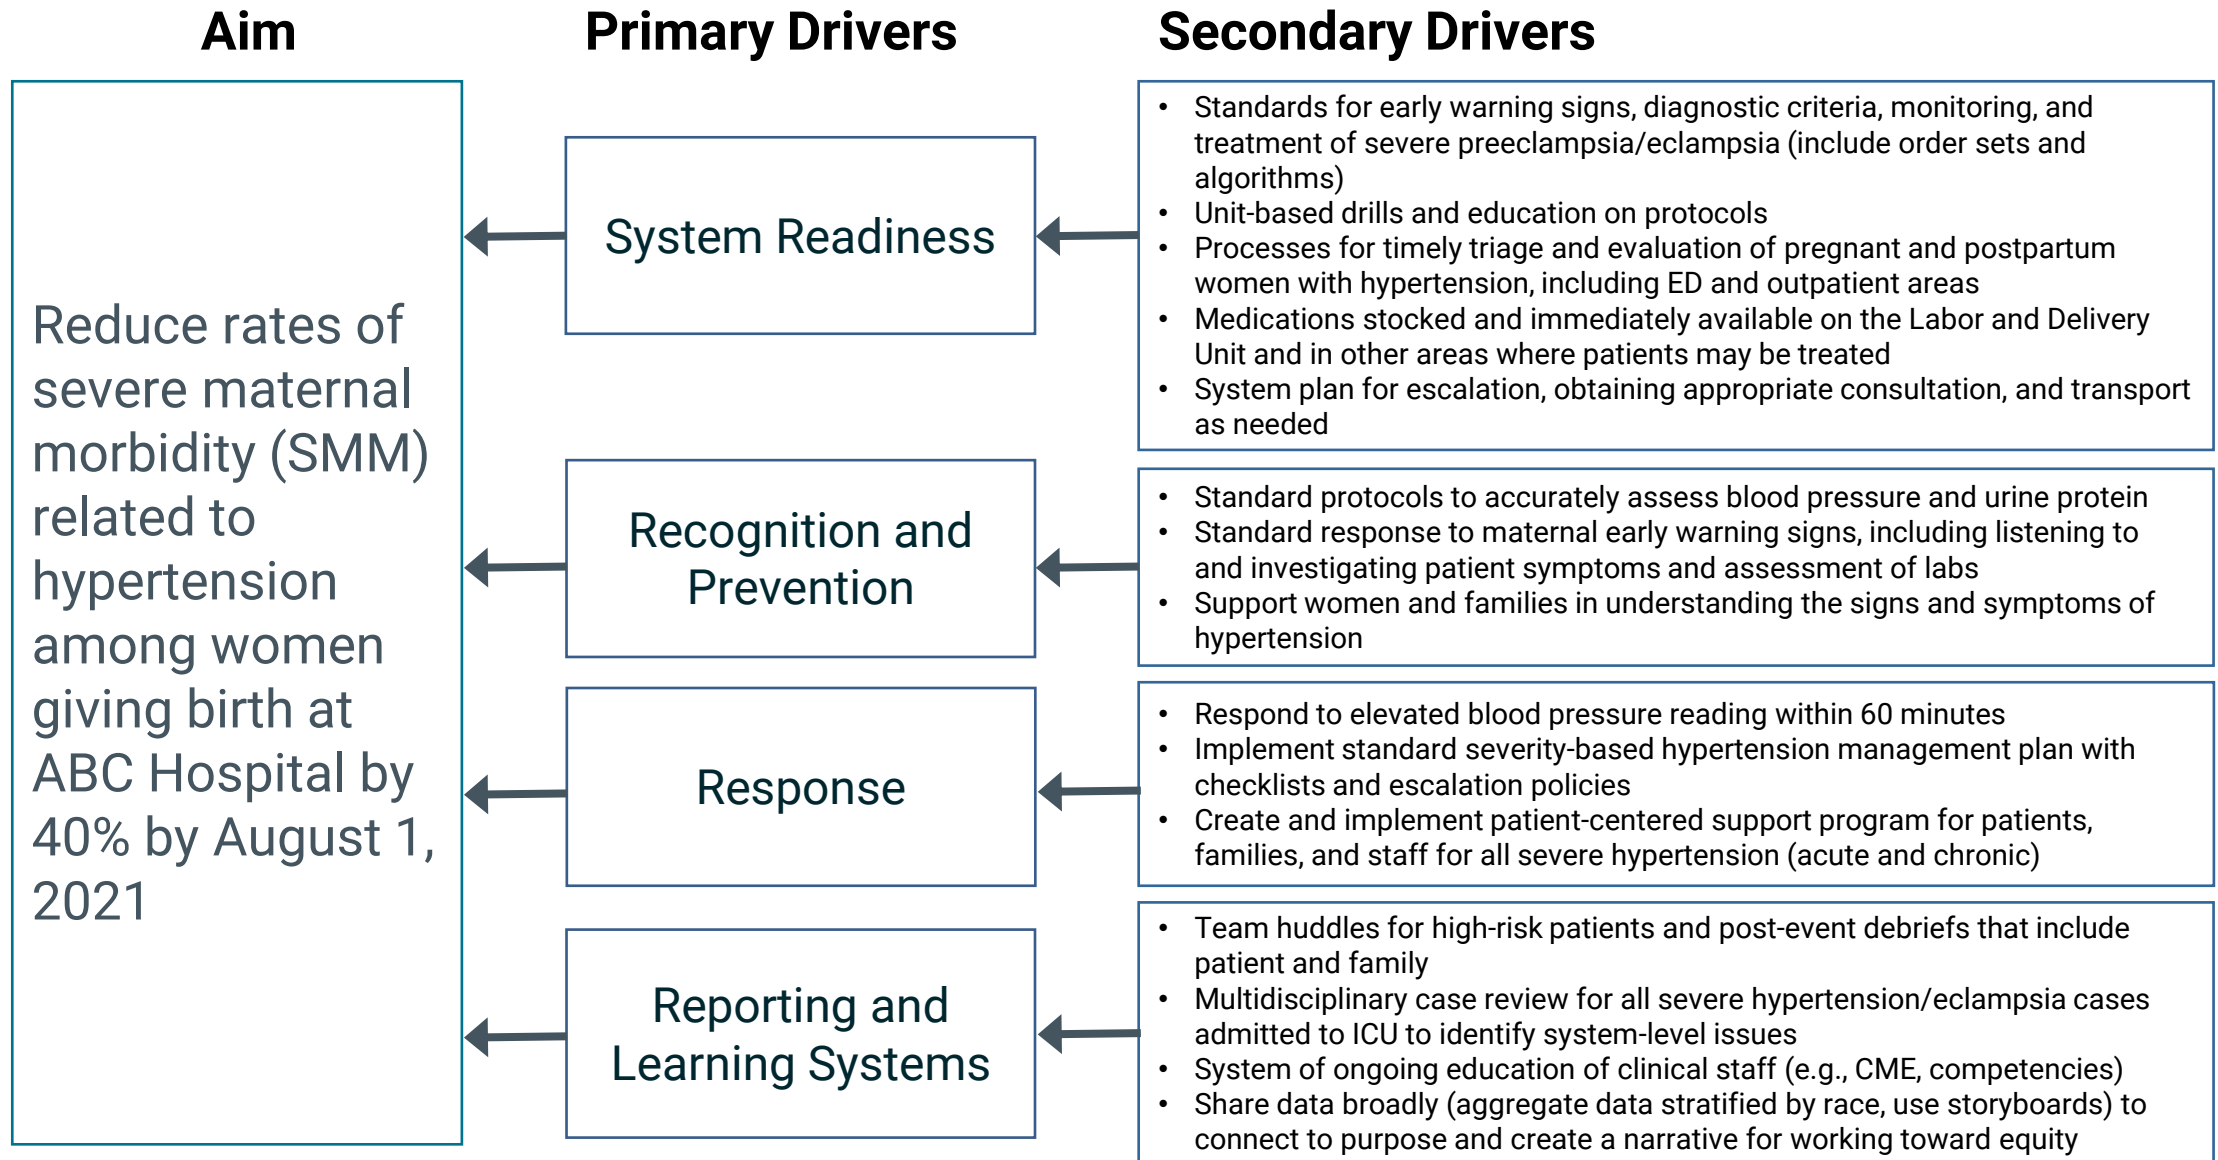 Aim
Primary Drivers
Secondary Drivers
Reduce rates of
severe maternal
morbidity (SMM)
related to
hypertension
among women
giving birth at
ABC Hospital by
40% by August 1,
2021
System Readiness
• Standards for early warning signs, diagnostic criteria, monitoring, and
treatment of severe preeclampsia/eclampsia (include order sets and
algorithms)
• Unit-based drills and education on protocols
• Processes for timely triage and evaluation of pregnant and postpartum
women with hypertension, including ED and outpatient areas
• Medications stocked and immediately available on the Labor and Delivery
Unit and in other areas where patients may be treated
• System plan for escalation, obtaining appropriate consultation, and transport
as needed
Recognition and
Prevention
• Standard protocols to accurately assess blood pressure and urine protein
• Standard response to maternal early warning signs, including listening to
and investigating patient symptoms and assessment of labs
• Support women and families in understanding the signs and symptoms of
hypertension
Response
• Respond to elevated blood pressure reading within 60 minutes
• Implement standard severity-based hypertension management plan with
checklists and escalation policies
• Create and implement patient-centered support program for patients,
families, and staff for all severe hypertension (acute and chronic)
Reporting and
Learning Systems
• Team huddles for high-risk patients and post-event debriefs that include
patient and family
• Multidisciplinary case review for all severe hypertension/eclampsia cases
admitted to ICU to identify system-level issues
• System of ongoing education of clinical staff (e.g., CME, competencies)
• Share data broadly (aggregate data stratified by race, use storyboards) to
connect to purpose and create a narrative for working toward equity